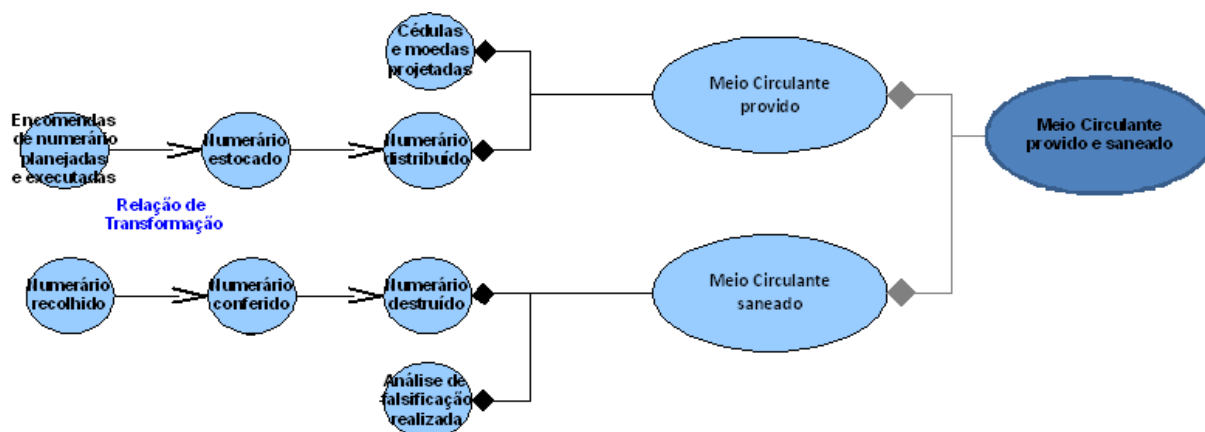 Cédulas
e moedas
projetadas
Meio Circulante
provido
Meio Circulante
provido e saneado
Encomendas
de numerário
planejadas
e executadas
Numerário
estocado
Numerário
distribuído
Relação de
Transformação
Numerário
recolhido
Numerário
conferido
Numerário
destruído
Meio Circulante
saneado
Análise de
falsificação
realizada